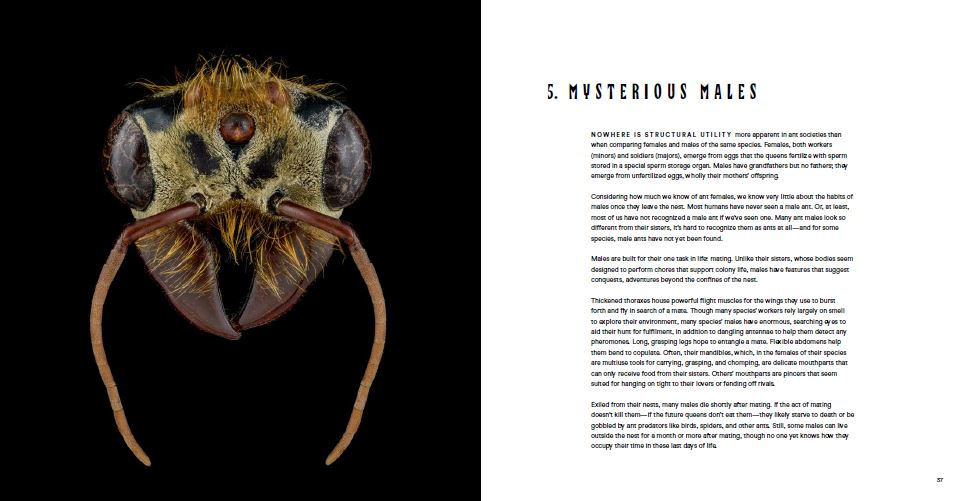 5. MYSTERIOUS MALES
NOWHERE IS STRUCTURAL UTILITY more apparent in ant societies than
when comparing females and males of the same species. Females, both workers
(minors) and soldiers (majors), emerge from eggs that the queens fertilize with sperm
stored in a special sperm storage organ. Males have grandfathers but no fathers; they
emerge from unfertilized eggs, wholly their mothers' offspring.
Considering how much we know of ant females, we know very little about the habits of
males once they leave the nest. Most humans have never seen a male ant. Or, at least,
most of us have not recognized a male ant if we've seen one. Many ant males look so
different from their sisters, it's hard to recognize them as ants at all—and for some
species, male ants have not yet been found.
Males are built for their one task in life: mating. Unlike their sisters, whose bodies seem
designed to perform chores that support colony life, males have features that suggest
conquests, adventures beyond the confines of the nest.
Thickened thoraxes house powerful flight muscles for the wings they use to burst
forth and fly in search of a mate. Though many species' workers rely largely on smell
to explore their environment, many species' males have enormous, searching eyes to
aid their hunt for fulfilment, in addition to dangling antennae to help them detect any
pheromones. Long, grasping legs hope to entangle a mate. Flexible abdomens help
them bend to copulate. Often, their mandibles, which, in the females of their species
are multiuse tools for carrying, grasping, and chomping, are delicate mouthparts that
can only receive food from their sisters. Others' mouthparts are pincers that seem
suited for hanging on tight to their lovers or fending off rivals.
Exiled from their nests, many males die shortly after mating. If the act of mating
doesn't kill them—if the future queens don't eat them—they likely starve to death or be
gobbled by ant predators like birds, spiders, and other ants. Still, some males can live
outside the nest for a month or more after mating, though no one yet knows how they
occupy their time in these last days of life.
37